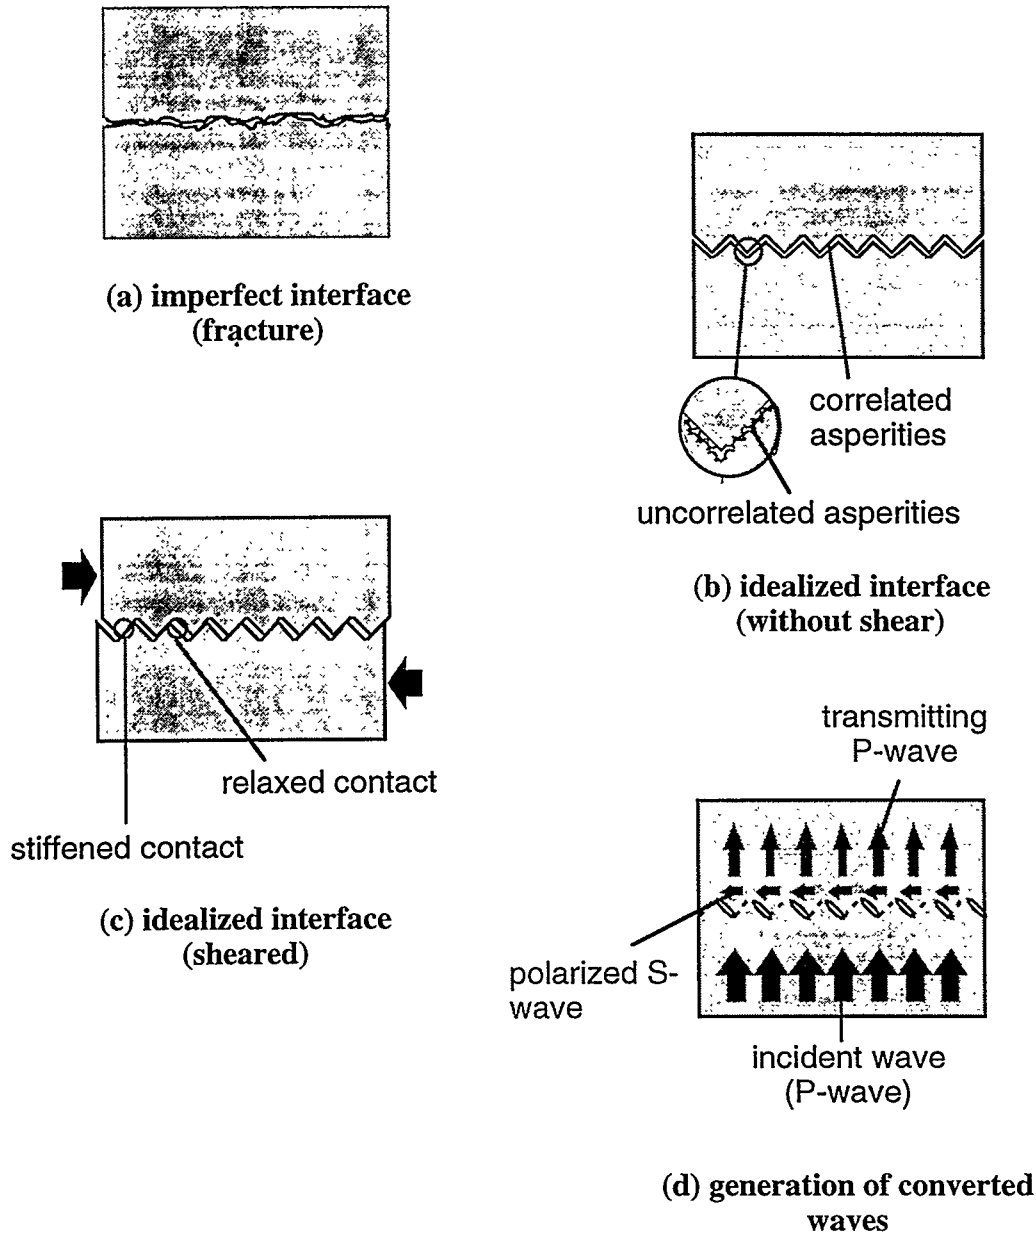 (a) imperfect interface
(fracture)
correlated
asperities
uncorrelated asperities
(b) idealized interface
(without shear)
relaxed contact
stiffened contact
(c) idealized interface
(sheared)
transmitting
P-wave
polarized S-
wave
incident wave
(P-wave)
(d) generation of converted
waves